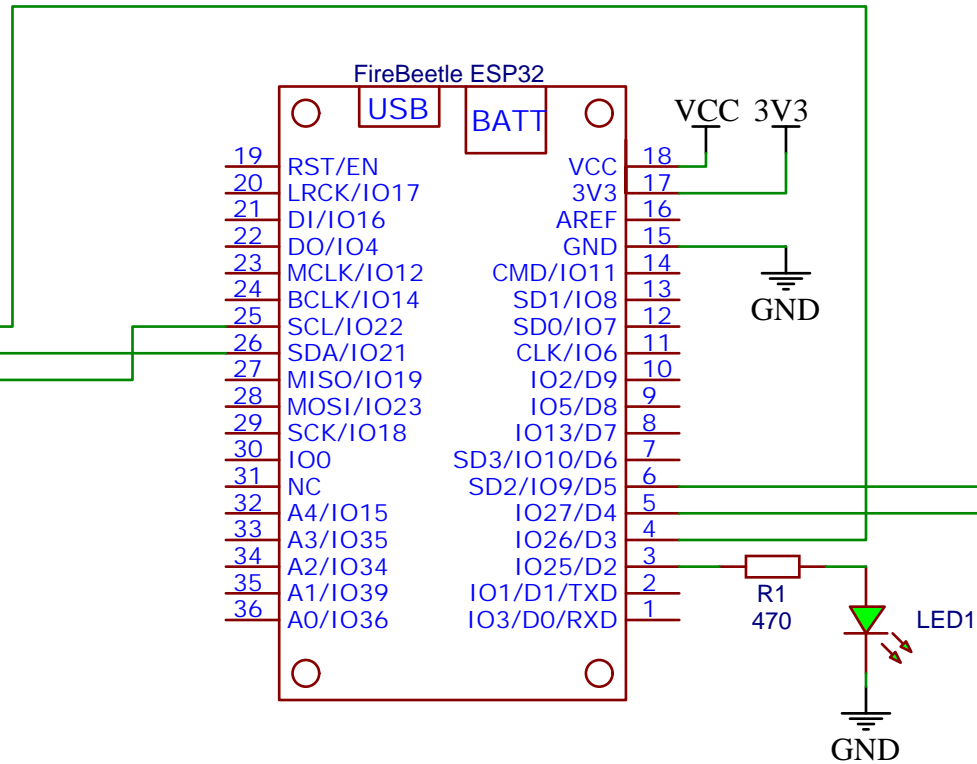 FireBeetle ESP32
USB
BATT
VCC 3V3
19 RST/EN VCC 18
20 LRCK/IO17 3V3 17
21 DI/IO16 AREF 16
22 DO/IO4 GND 15
23 MCLK/IO12 CMD/IO11 14
24 BCLK/IO14 SD1/IO8 13
25 SCL/IO22 SD0/IO7 12
26 SDA/IO21 CLK/IO6 11
27 MISO/IO19 IO2/D9 10
28 MOSI/IO23 IO5/D8 9
29 SCK/IO18 IO13/D7 8
30 IO0 SD3/IO10/D6 7
31 NC SD2/IO9/D5 6
32 A4/IO15 IO27/D4 5
33 A3/IO35 IO26/D3 4
34 A2/IO34 IO25/D2 3
35 A1/IO39 IO1/D1/TXD 2
36 A0/IO36 IO3/D0/RXD 1
GND
R1
470
LED1
GND